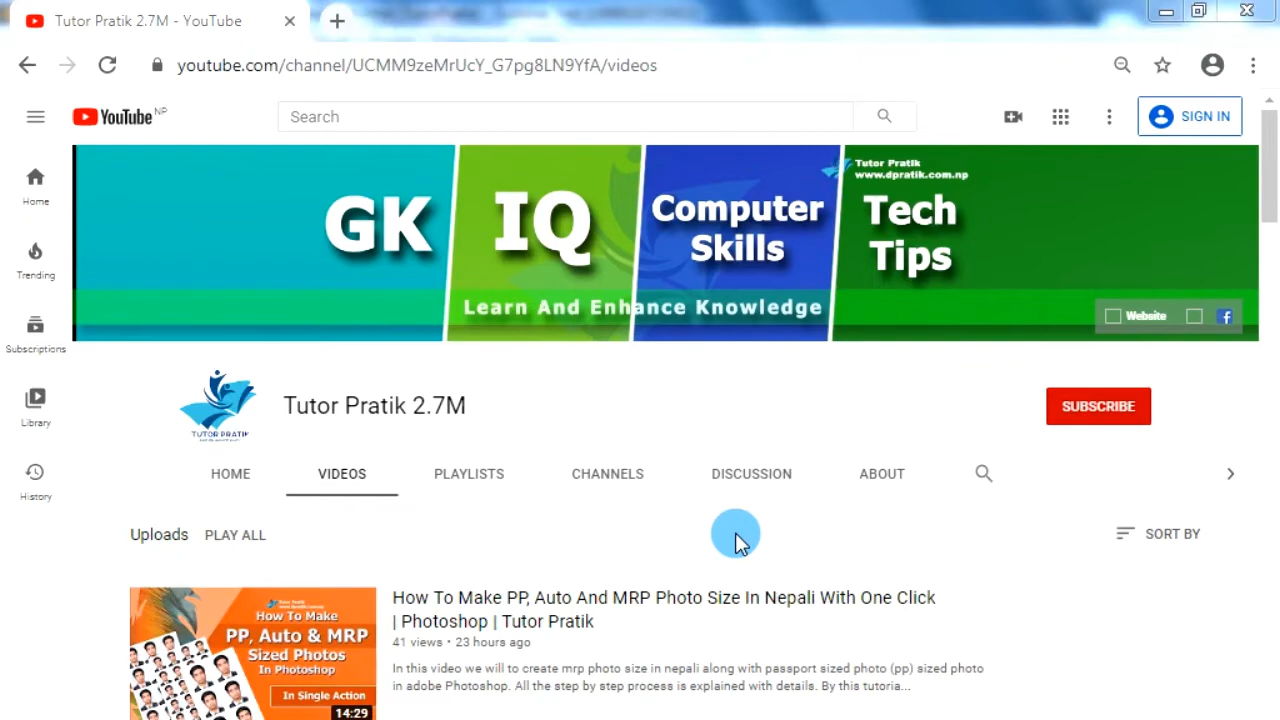 Tutor Pratik 2.7M - YouTube
youtube.com/channel/UCMM9zeMrUcY_G7pg8LN9YfA/videos
YouTube NP
Search
SIGN IN
Home
Trending
Subscriptions
Library
History
Tutor Pratik
www.dpratik.com.np
GK
IQ
Computer
Skills
Tech
Tips
Learn And Enhance Knowledge
Website
TUTOR PRATIK
Tutor Pratik 2.7M
SUBSCRIBE
HOME VIDEOS PLAYLISTS CHANNELS DISCUSSION ABOUT
Uploads PLAY ALL
SORT BY
Tutor Pratik
How To Make
PP, Auto & MRP
Sized Photos
In Photoshop
In Single Action
14:29
How To Make PP, Auto And MRP Photo Size In Nepali With One Click
| Photoshop | Tutor Pratik
41 views • 23 hours ago
In this video we will to create mrp photo size in nepali along with passport sized photo (pp) sized photo
in adobe Photoshop. All the step by step process is explained with details. By this tutoria...